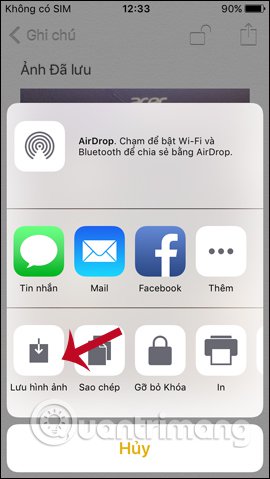 Không có SIM 12:33 90%
Ghi chú
Ảnh Đã lưu
acer
AirDrop. Chạm để bật Wi-Fi và
Bluetooth để chia sẻ bằng AirDrop.
Tin nhắn Mail Facebook Thêm
Lưu hình ảnh Sao chép Gỡ bỏ Khóa In
Quantrimang
Hủy